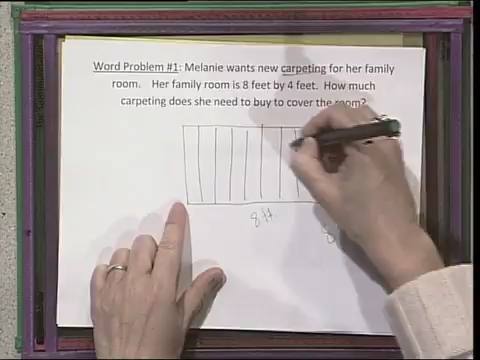 Word Problem #1: Melanie wants new carpeting for her family
room. Her family room is 8 feet by 4 feet. How much
carpeting does she need to buy to cover the room?
8 ft.
8